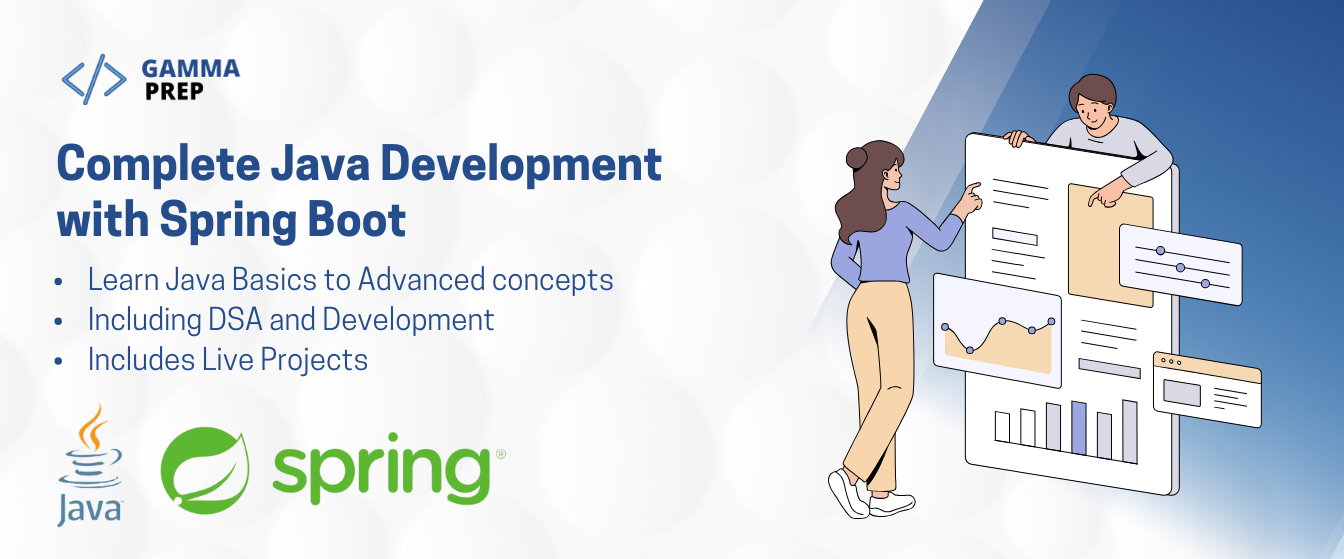 GAMMA
PREP
Complete Java Development
with Spring Boot
• Learn Java Basics to Advanced concepts
• Including DSA and Development
• Includes Live Projects
Java™
spring®